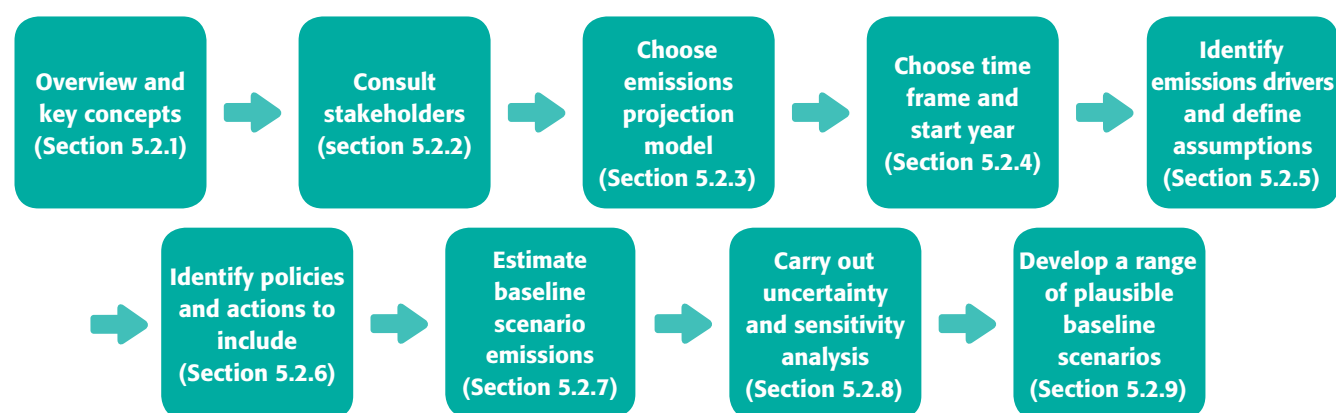 Overview and
key concepts
(Section 5.2.1)
Consult
stakeholders
(section 5.2.2)
Choose
emissions
projection
model
(Section 5.2.3)
Choose time
frame and
start year
(Section 5.2.4)
Identify
emissions drivers
and define
assumptions
(Section 5.2.5)
Identify policies
and actions to
include
(Section 5.2.6)
Estimate
baseline
scenario
emissions
(Section 5.2.7)
Carry out
uncertainty
and sensitivity
analysis
(Section 5.2.8)
Develop a range
of plausible
baseline
scenarios
(Section 5.2.9)